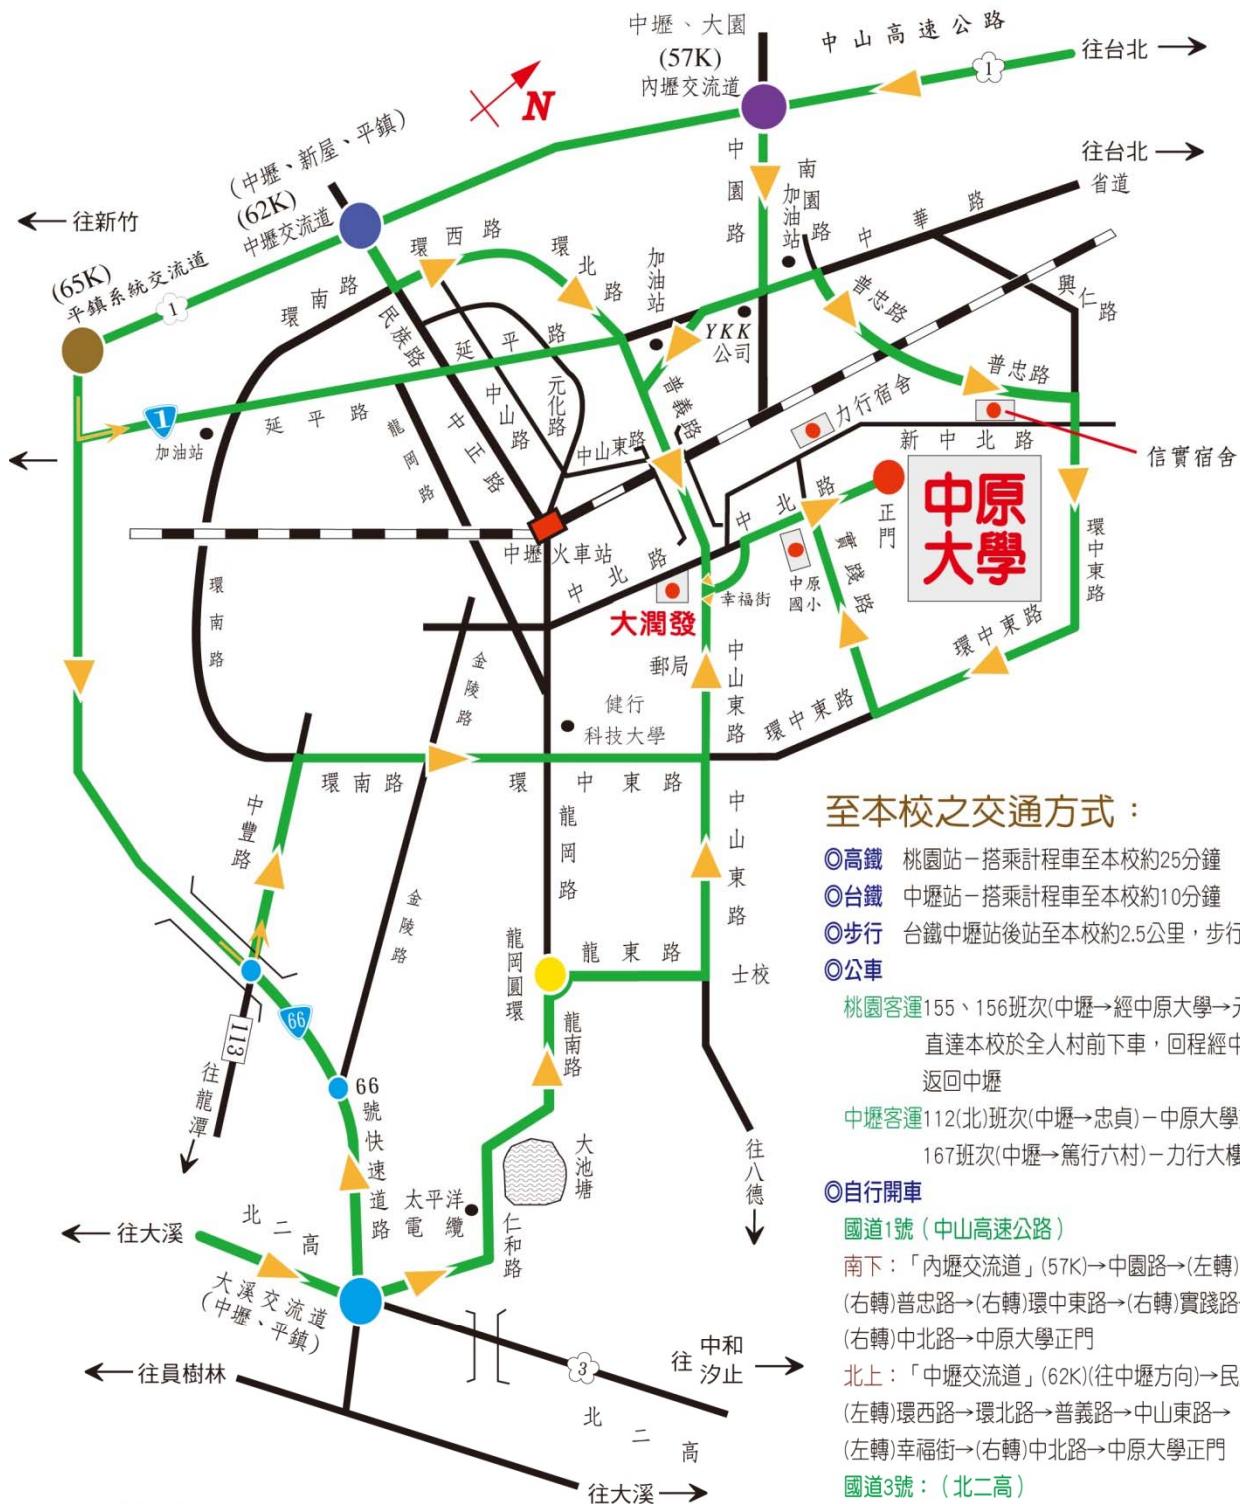 中壢、大園
(57K)
內壢交流道
中山高速公路
1
往台北
N
往台北
省道
(中壢、新屋、平鎮)
(62K)
中壢交流道
往新竹
(65K)
平鎮系統交流道
1
環西路
環北路
加油站
中園路
南園路
加油站
中華路
興仁路
普忠路
普忠路
環南路
民族路
延平路
YKK
公司
1
延平路
加油站
龍岡路
中正路
中山路
元化路
中山東路
普義路
力行宿舍
新中北路
信實宿舍
中原
大學
正門
中北路
實踐路
中原
國小
環中東路
中壢火車站
中北路
大潤發
幸福街
郵局
環南路
金陵路
健行
科技大學
中山東路
環中東路
環中東路
環南路
環中東路
中豐路
金陵路
龍岡路
中山東路
龍岡圓環
龍東路
士校
66
113
往龍潭
66號快速道路
龍南路
大池塘
太平洋
電纜
仁和路
往八德
往大溪
北二高
大溪交流道
(中壢、平鎮)
3
往 中和
汐止
往員樹林
北二高
往大溪
至本校之交通方式：
◎高鐵 桃園站－搭乘計程車至本校約25分鐘
◎台鐵 中壢站－搭乘計程車至本校約10分鐘
◎步行 台鐵中壢站後站至本校約2.5公里，步行
◎公車
桃園客運155、156班次(中壢→經中原大學→
直達本校於全人村前下車，回程經中
返回中壢
中壢客運112(北)班次(中壢→忠貞)－中原大學
167班次(中壢→篤行六村)－力行大樓
◎自行開車
國道1號（中山高速公路）
南下：「內壢交流道」(57K)→中園路→(左轉)
(右轉)普忠路→(右轉)環中東路→(右轉)實踐路
(右轉)中北路→中原大學正門
北上：「中壢交流道」(62K)(往中壢方向)→民
(左轉)環西路→環北路→普義路→中山東路→
(左轉)幸福街→(右轉)中北路→中原大學正門
國道3號：（北二高）